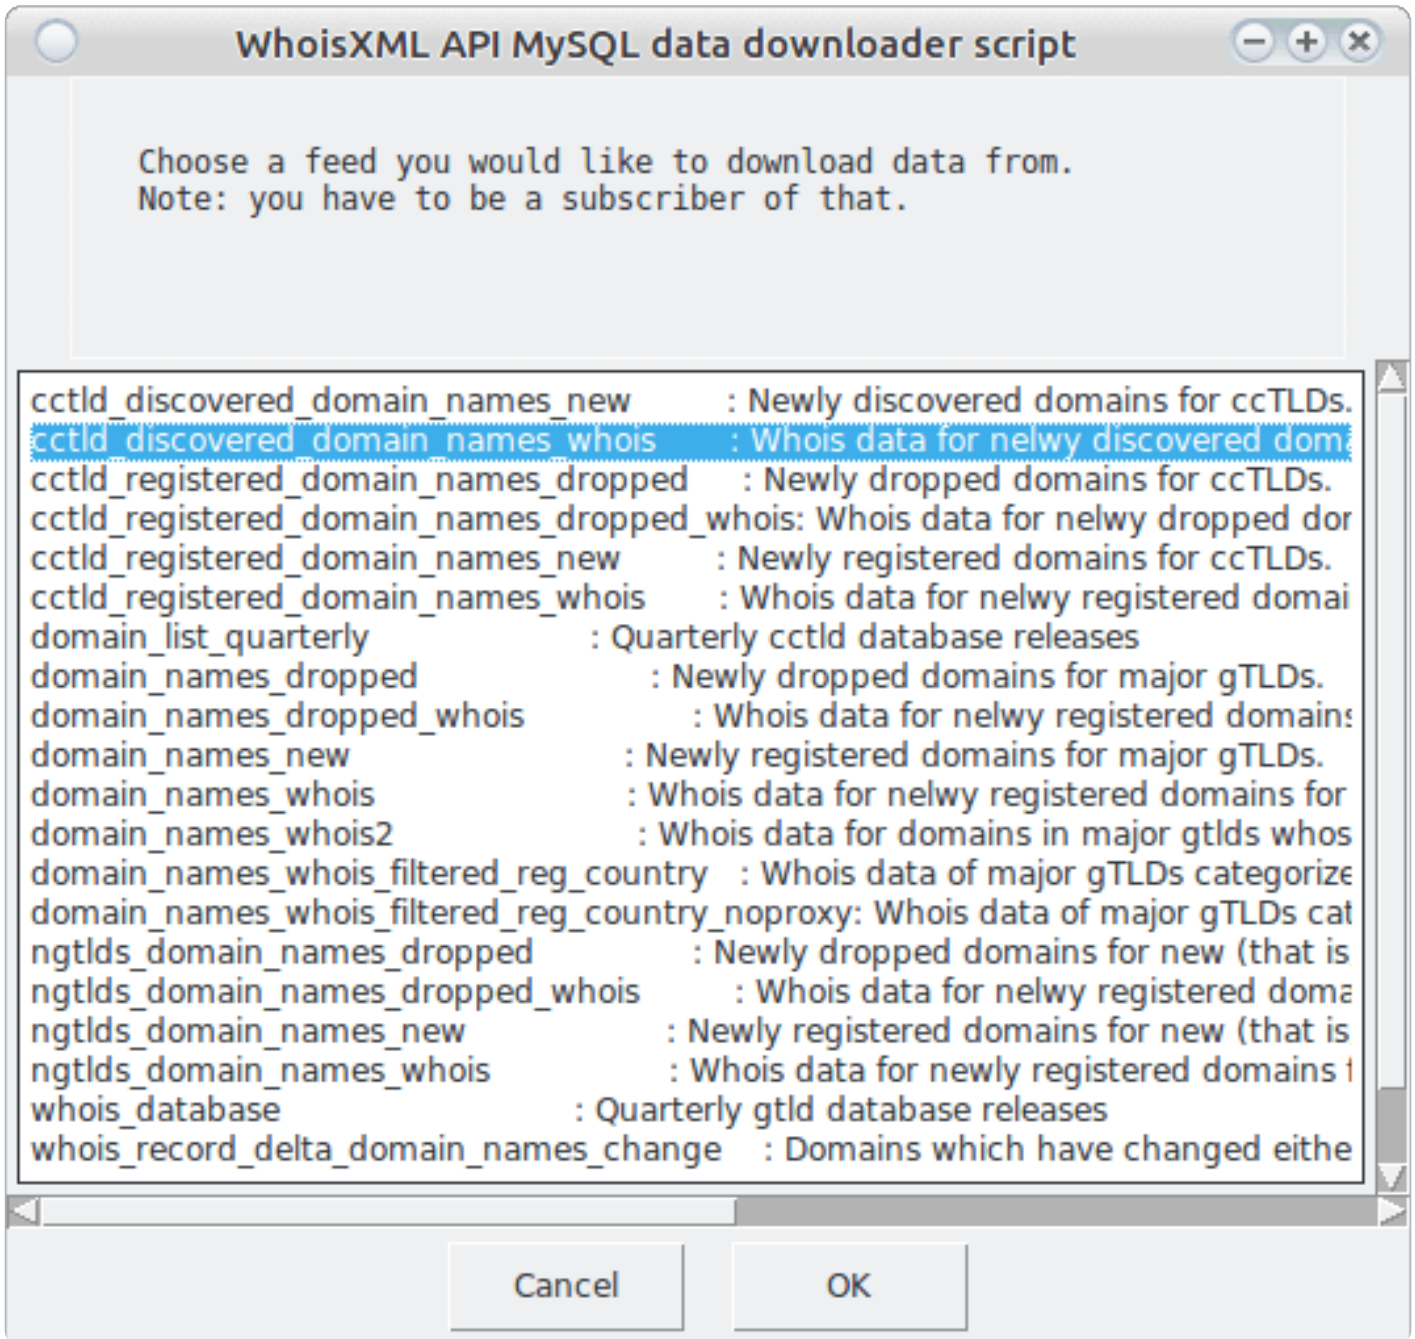 WhoisXML API MySQL data downloader script
Choose a feed you would like to download data from.
Note: you have to be a subscriber of that.
cctld_discovered_domain_names_new : Newly discovered domains for ccTLDs.
cctld_discovered_domain_names_whois : Whois data for nelwy discovered dom
cctld_registered_domain_names_dropped : Newly dropped domains for ccTLDs.
cctld_registered_domain_names_dropped_whois: Whois data for nelwy dropped dor
cctld_registered_domain_names_new : Newly registered domains for ccTLDs.
cctld_registered_domain_names_whois : Whois data for nelwy registered domai
domain_list_quarterly : Quarterly cctld database releases
domain_names_dropped : Newly dropped domains for major gTLDs.
domain_names_dropped_whois : Whois data for nelwy registered domains
domain_names_new : Newly registered domains for major gTLDs.
domain_names_whois : Whois data for nelwy registered domains for
domain_names_whois2 : Whois data for domains in major gtlds whos
domain_names_whois_filtered_reg_country : Whois data of major gTLDs categorize
domain_names_whois_filtered_reg_country_noproxy: Whois data of major gTLDs cat
ngtlds_domain_names_dropped : Newly dropped domains for new (that is
ngtlds_domain_names_dropped_whois : Whois data for nelwy registered doma
ngtlds_domain_names_new : Newly registered domains for new (that is
ngtlds_domain_names_whois : Whois data for newly registered domains
whois_database : Quarterly gtld database releases
whois_record_delta_domain_names_change : Domains which have changed eithe
Cancel OK